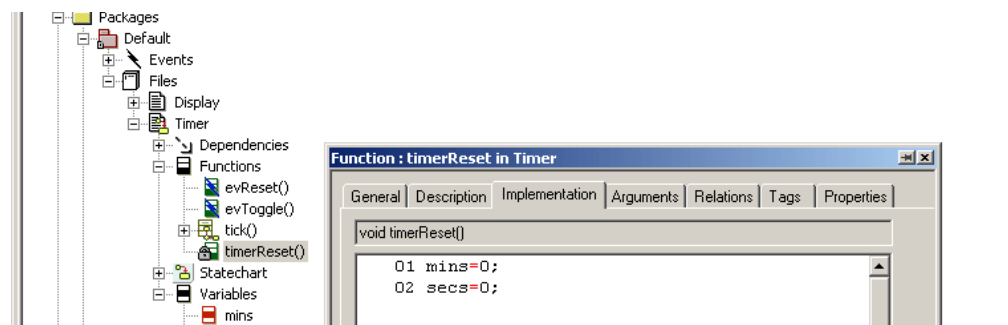 Packages
Default
Events
Files
Display
Timer
Dependencies
Functions
evReset()
evToggle()
tick()
timerReset()
Statechart
Variables
mins
Function : timerReset in Timer
General Description Implementation Arguments Relations Tags Properties
void timerReset()
01 mins=0;
02 secs=0;